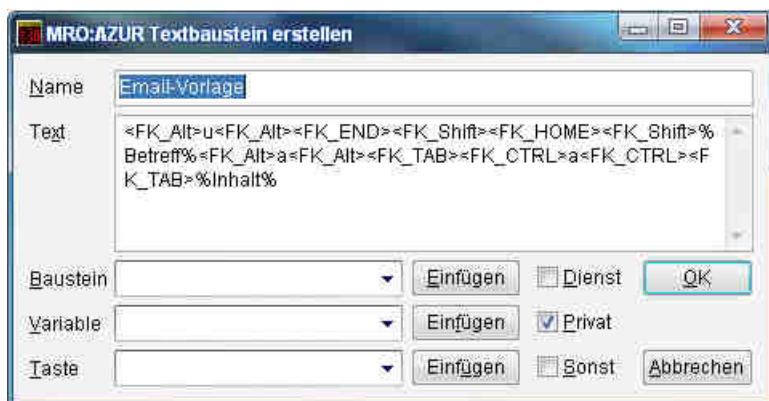 MRO:AZUR Textbaustein erstellen
Name Email-Vorlage
Text <FK_Alt>u<FK_Alt><FK_END><FK_Shift><FK_HOME><FK_Shift>%
Betreff%<FK_Alt>a<FK_Alt><FK_TAB><FK_CTRL>a<FK_CTRL><F
K_TAB>%Inhalt%
Baustein Einfügen Dienst OK
Variable Einfügen Privat
Taste Einfügen Sonst Abbrechen